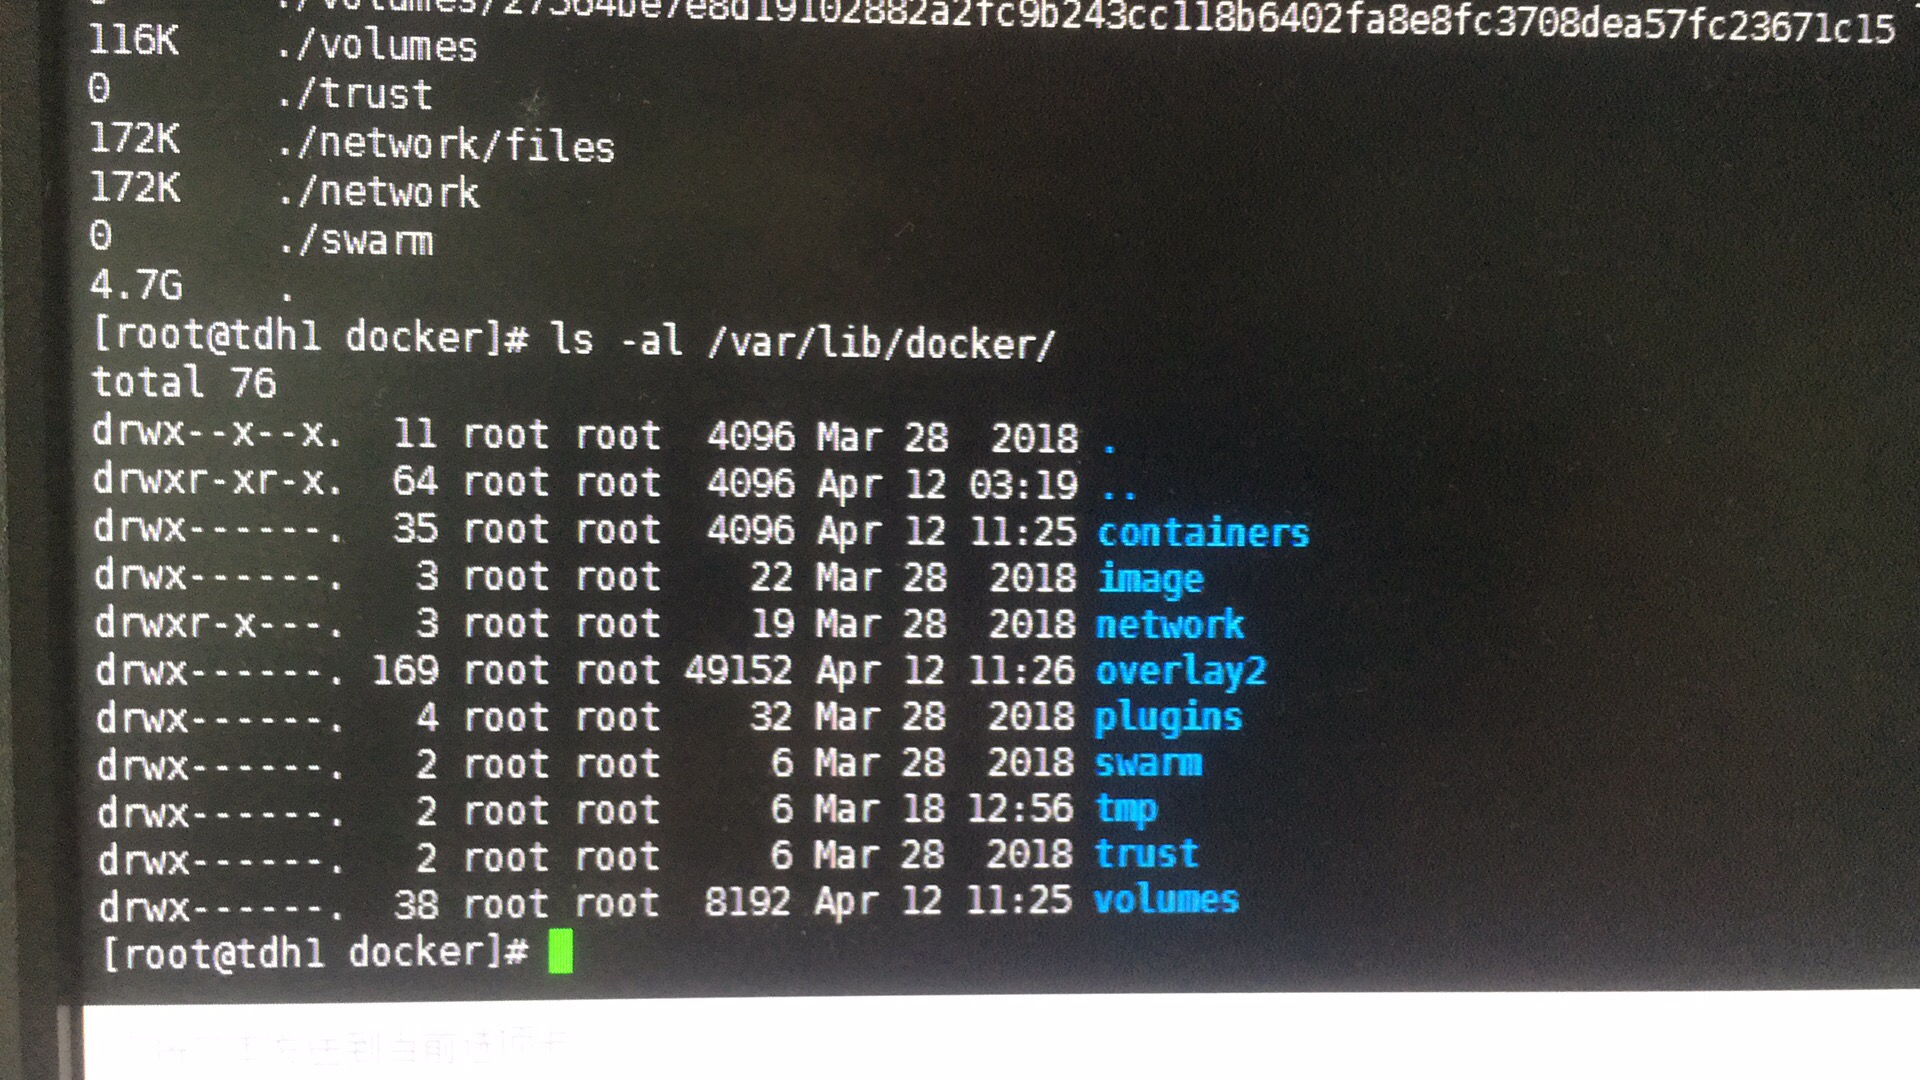 ./volumes/27564be7e8d19102882a2fc9b243cc118b6402fa8e8fc3708dea57fc23671c15
116K ./volumes
0 ./trust
172K ./network/files
172K ./network
0 ./swarm
4.7G .
[root@tdh1 docker]# ls -al /var/lib/docker/
total 76
drwx--x--x. 11 root root 4096 Mar 28 2018 .
drwxr-xr-x. 64 root root 4096 Apr 12 03:19 ..
drwx------. 35 root root 4096 Apr 12 11:25 containers
drwx------. 3 root root 22 Mar 28 2018 image
drwxr-x---. 3 root root 19 Mar 28 2018 network
drwx------. 169 root root 49152 Apr 12 11:26 overlay2
drwx------. 4 root root 32 Mar 28 2018 plugins
drwx------. 2 root root 6 Mar 28 2018 swarm
drwx------. 2 root root 6 Mar 18 12:56 tmp
drwx------. 2 root root 6 Mar 28 2018 trust
drwx------. 38 root root 8192 Apr 12 11:25 volumes
[root@tdh1 docker]#